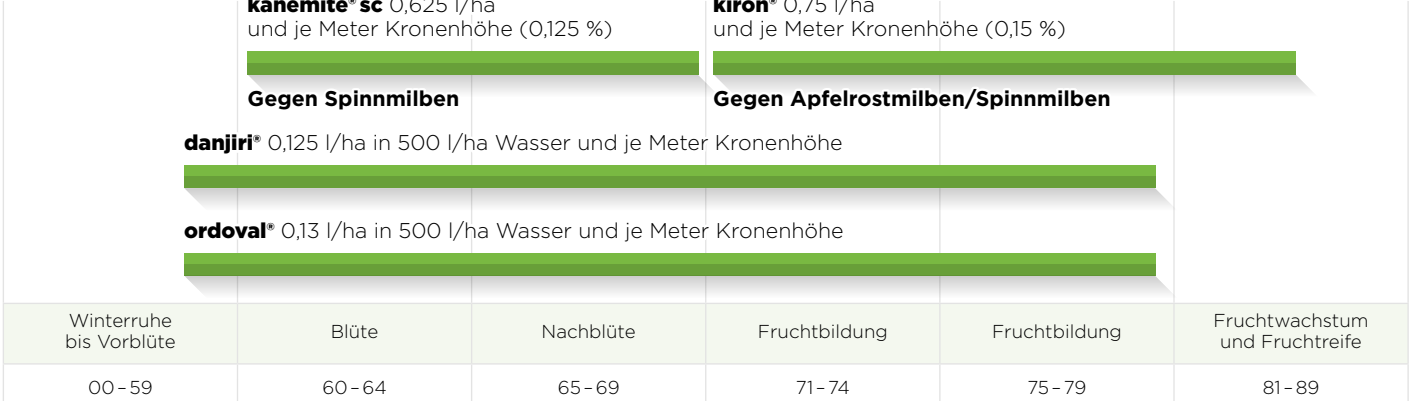 kanemite® sc 0,625 l/ha
und je Meter Kronenhöhe (0,125 %)
kiron® 0,75 l/ha
und je Meter Kronenhöhe (0,15 %)
Gegen Spinnmilben
Gegen Apfelrostmilben/Spinnmilben
danjiri® 0,125 l/ha in 500 l/ha Wasser und je Meter Kronenhöhe
ordoval® 0,13 l/ha in 500 l/ha Wasser und je Meter Kronenhöhe
Winterruhe
bis Vorblüte
Blüte
Nachblüte
Fruchtbildung
Fruchtbildung
Fruchtwachstum
und Fruchtreife
00–59
60–64
65–69
71–74
75–79
81–89